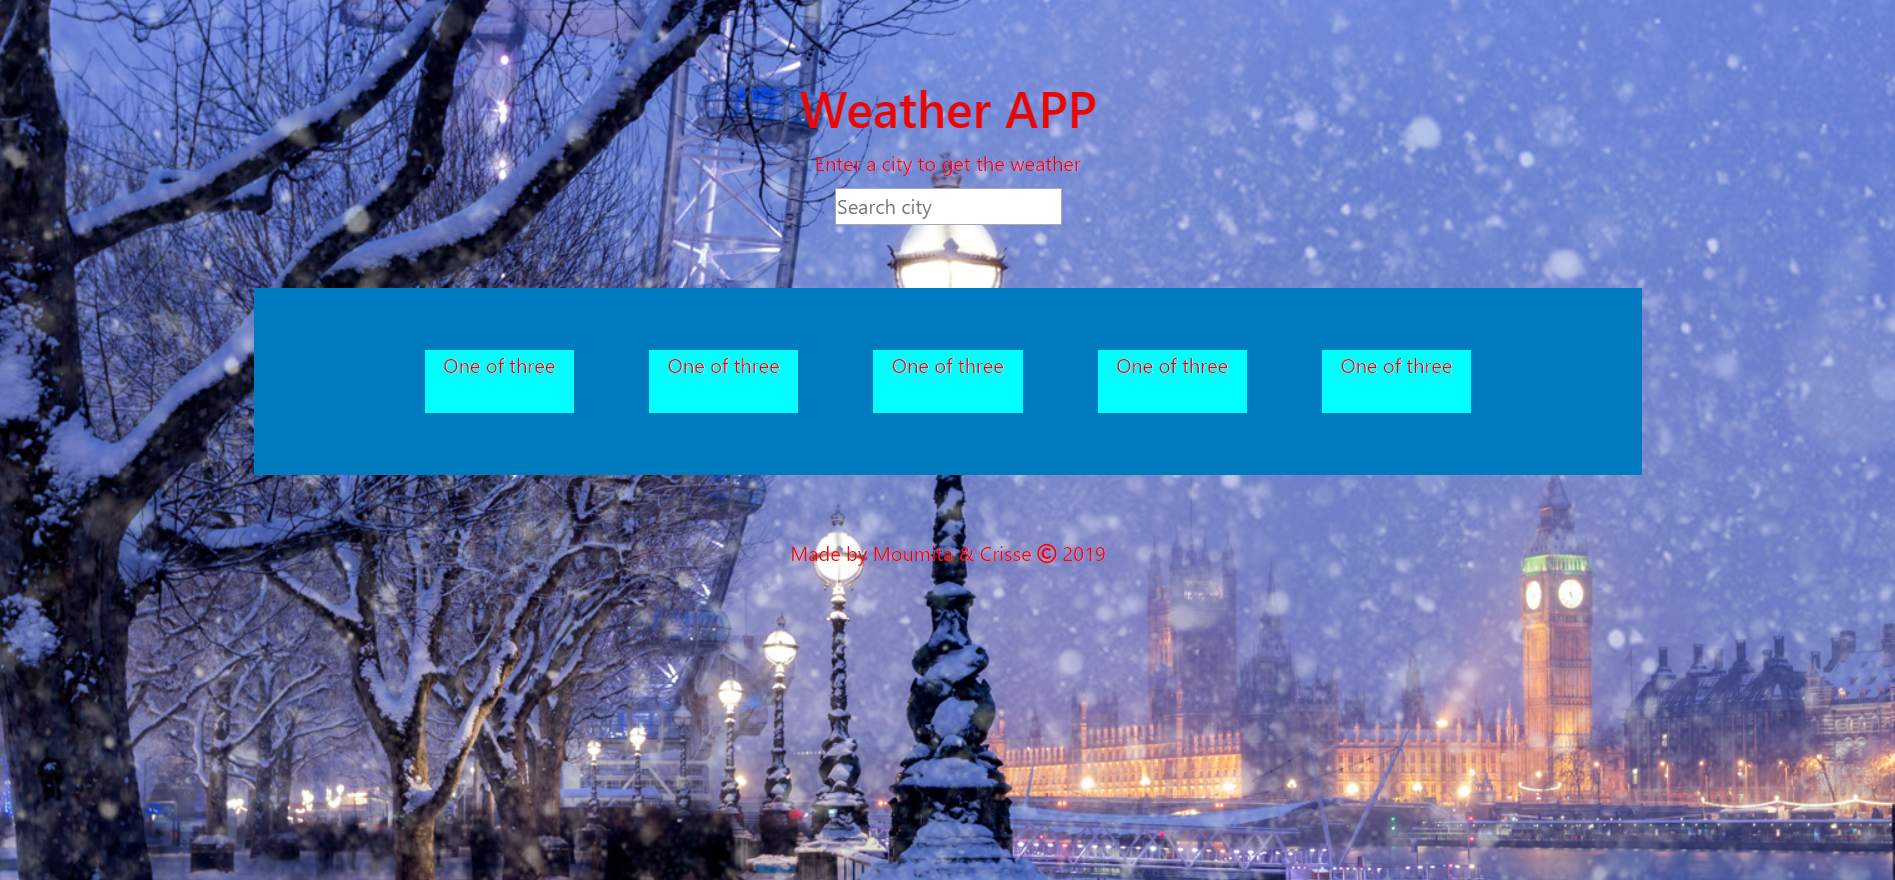 Weather APP
Enter a city to get the weather
Search city
One of three One of three One of three One of three One of three
Made by Moumita & Crisse © 2019